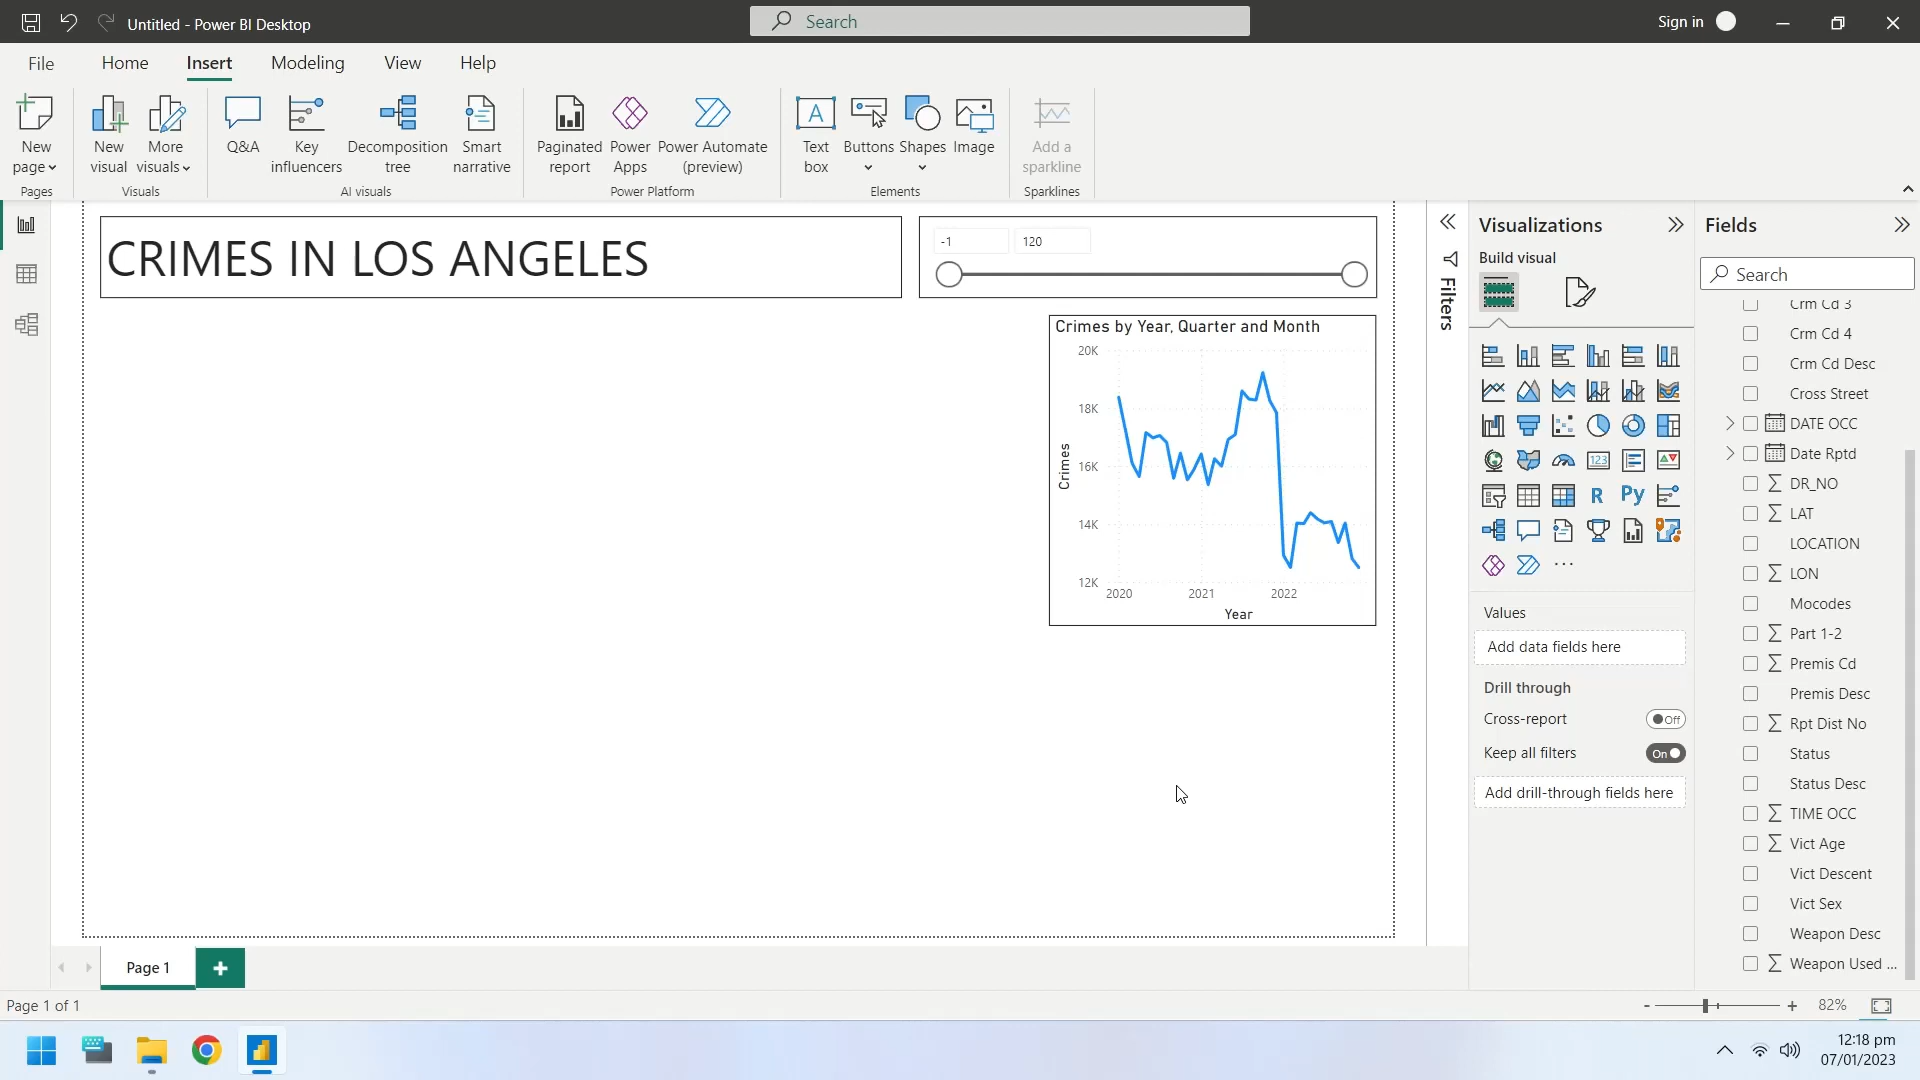 Untitled - Power BI Desktop
Search
Sign in
File
Home
Insert
Modeling
View
Help
New page
New visual
More visuals
Q&A
Key influencers
Decomposition tree
Smart narrative
Paginated report
Power Apps
Power Automate (preview)
Text box
Buttons
Shapes
Image
Add a sparkline
Pages
Visuals
AI visuals
Power Platform
Elements
Sparklines
CRIMES IN LOS ANGELES
-1
120
Crimes by Year, Quarter and Month
Crimes
20K
18K
16K
14K
12K
2020
2021
2022
Year
Filters
Visualizations
Build visual
123
R
Py
Values
Add data fields here
Drill through
Cross-report
Off
Keep all filters
On
Add drill-through fields here
Fields
Search
Crm Cd 3
Crm Cd 4
Crm Cd Desc
Cross Street
DATE OCC
Date Rptd
DR_NO
LAT
LOCATION
LON
Mocodes
Part 1-2
Premis Cd
Premis Desc
Rpt Dist No
Status
Status Desc
TIME OCC
Vict Age
Vict Descent
Vict Sex
Weapon Desc
Weapon Used ...
Page 1
Page 1 of 1
82%
12:18 pm
07/01/2023